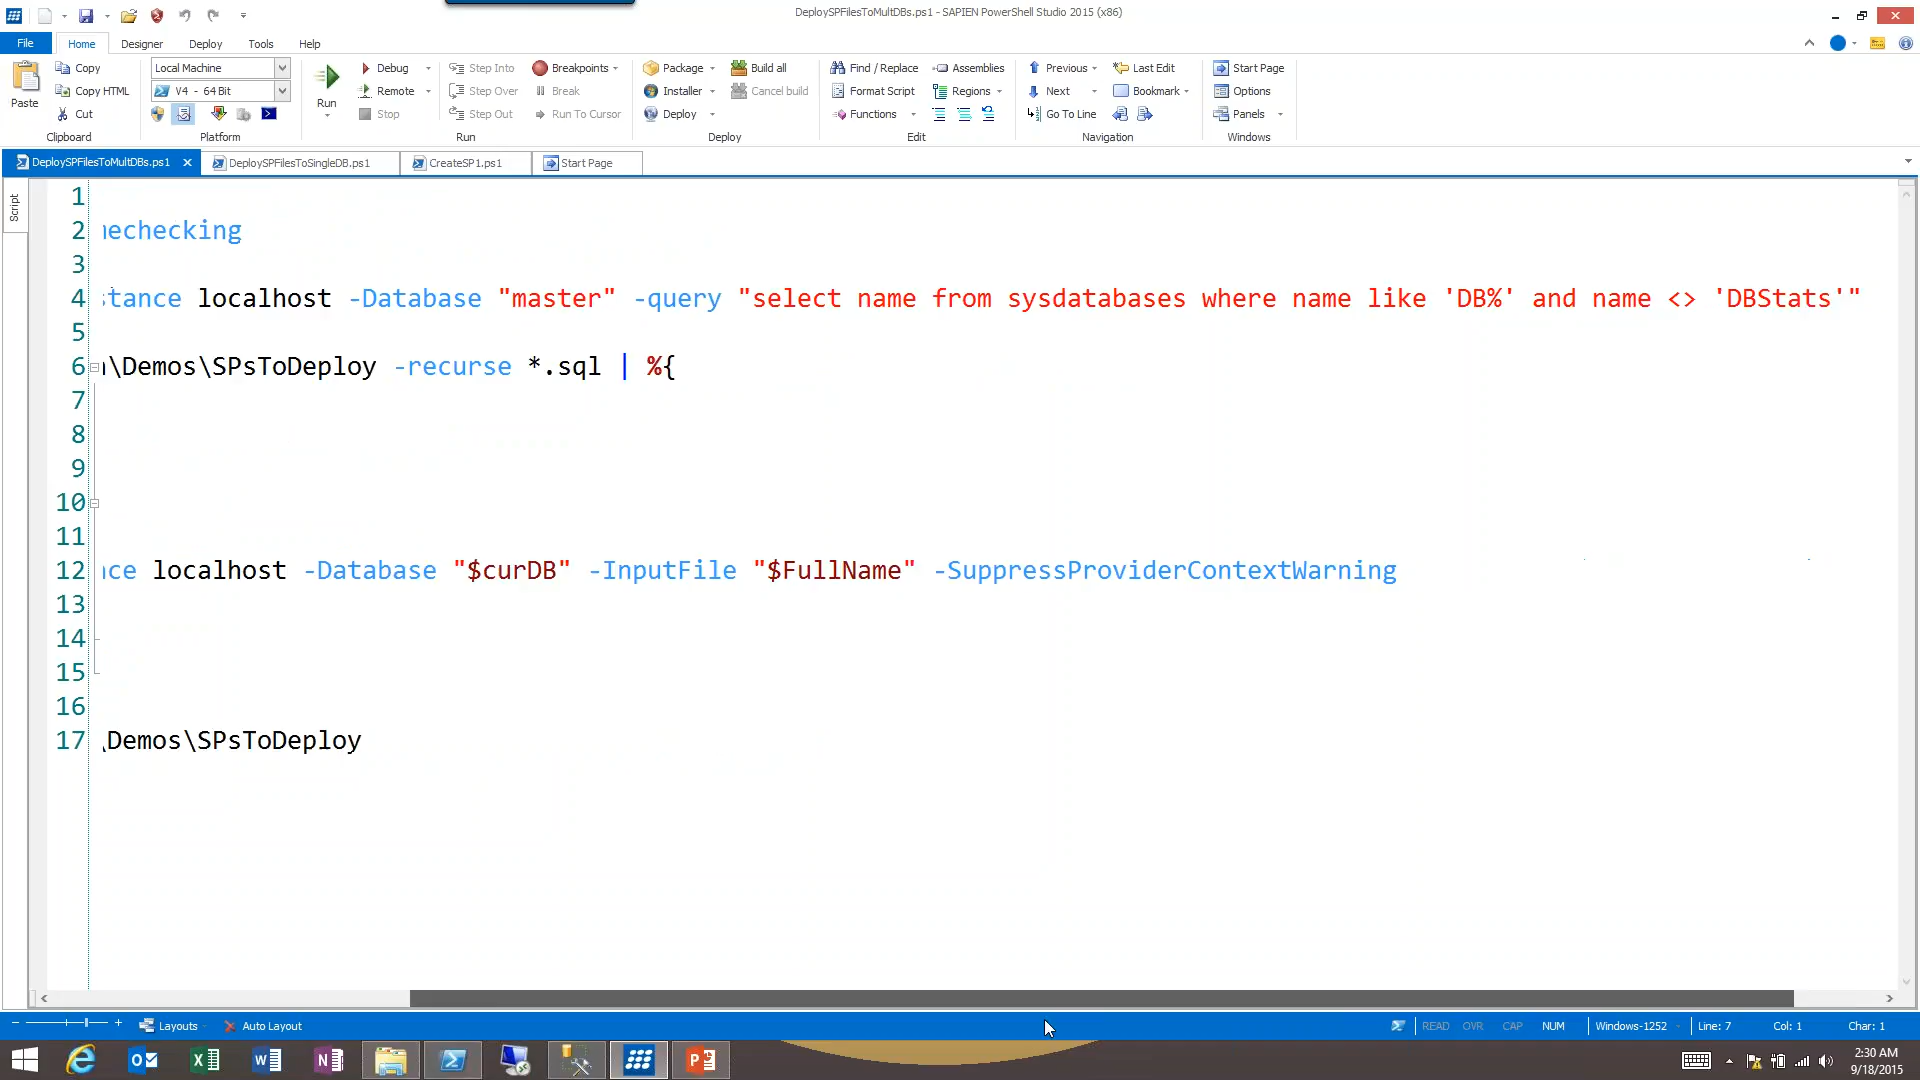 DeploySPFilesToMultDBs.ps1 - SAPIEN PowerShell Studio 2015 (x86)
File Home Designer Deploy Tools Help
Paste Copy Copy HTML Cut Clipboard
Local Machine V4 - 64 Bit Platform
Run Debug Remote Stop Step Into Step Over Step Out Breakpoints Break Run To Cursor Run
Package Installer Deploy Build all Cancel build Deploy
Find / Replace Format Script Functions Assemblies Regions Edit
Previous Next Go To Line Last Edit Bookmark Navigation
Start Page Options Panels Windows
DeploySPFilesToMultDBs.ps1 DeploySPFilesToSingleDB.ps1 CreateSP1.ps1 Start Page
Script
1
2 echecking
3
4 stance localhost -Database "master" -query "select name from sysdatabases where name like 'DB%' and name <> 'DBStats'"
5
6 \Demos\SPsToDeploy -recurse *.sql | %{
7
8
9
10
11
12 nce localhost -Database "$curDB" -InputFile "$FullName" -SuppressProviderContextWarning
13
14
15
16
17 \Demos\SPsToDeploy
Layouts Auto Layout READ OVR CAP NUM Windows-1252 Line: 7 Col: 1 Char: 1
2:30 AM
9/18/2015